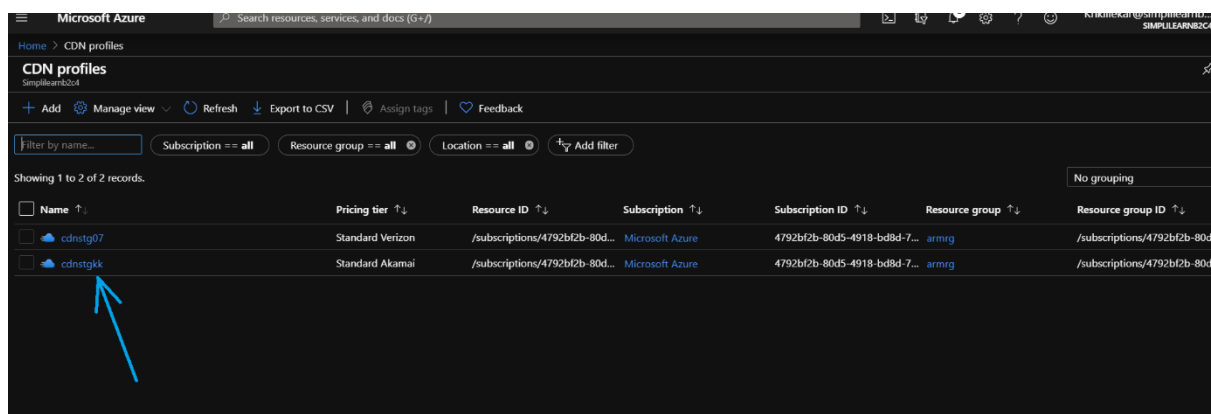 Microsoft Azure Search resources, services, and docs (G+/)
SIMPLILEARNB2C4
Home > CDN profiles
CDN profiles
Simplilearnb2c4
Add Manage view Refresh Export to CSV Assign tags Feedback
Filter by name... Subscription == all Resource group == all Location == all Add filter
Showing 1 to 2 of 2 records. No grouping
Name Pricing tier Resource ID Subscription Subscription ID Resource group Resource group ID
cdnstg07 Standard Verizon /subscriptions/4792bf2b-80d... Microsoft Azure 4792bf2b-80d5-4918-bd8d-7... armrg /subscriptions/4792bf2b-80d
cdnstgkk Standard Akamai /subscriptions/4792bf2b-80d... Microsoft Azure 4792bf2b-80d5-4918-bd8d-7... armrg /subscriptions/4792bf2b-80d